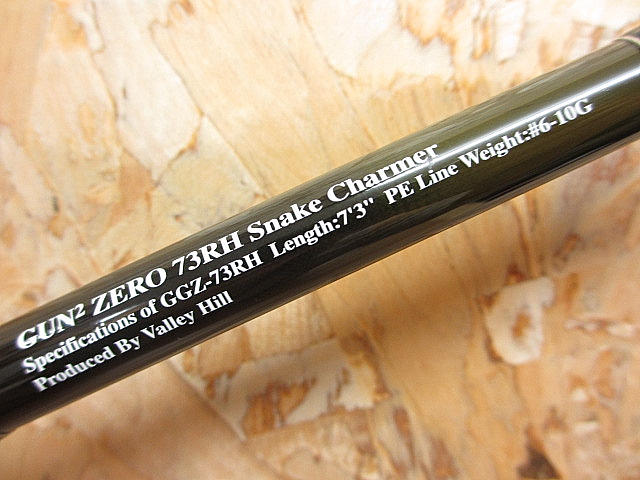 GUN² ZERO 73RH Snake Charmer
Specifications of GGZ-73RH Length:7'3" PE Line Weight:#6-10G
Produced By Valley Hill